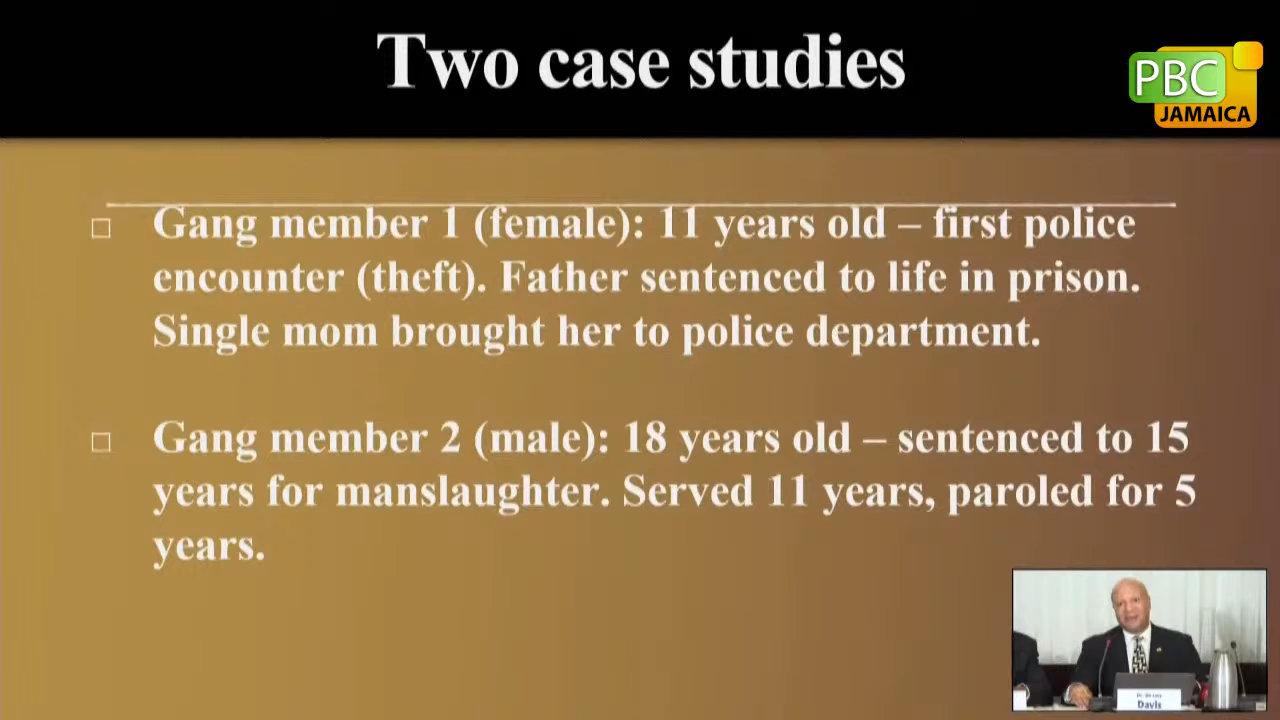 Two case studies
PBC
JAMAICA
Gang member 1 (female): 11 years old – first police
encounter (theft). Father sentenced to life in prison.
Single mom brought her to police department.
Gang member 2 (male): 18 years old – sentenced to 15
years for manslaughter. Served 11 years, paroled for 5
years.
Davis